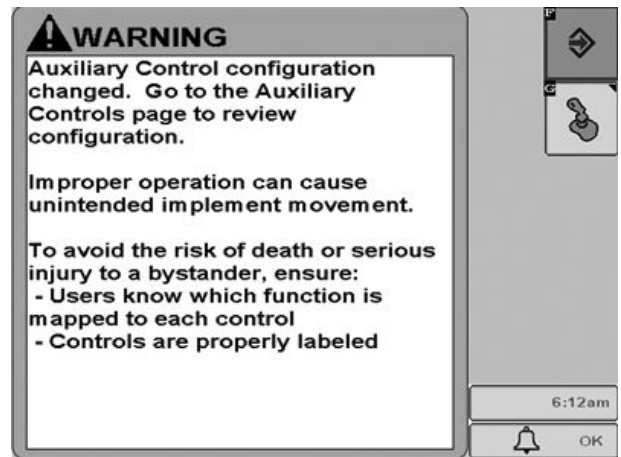 WARNING
Auxiliary Control configuration
changed. Go to the Auxiliary
Controls page to review
configuration.
Improper operation can cause
unintended implement movement.
To avoid the risk of death or serious
injury to a bystander, ensure:
- Users know which function is
mapped to each control
- Controls are properly labeled
F
G
6:12am
OK